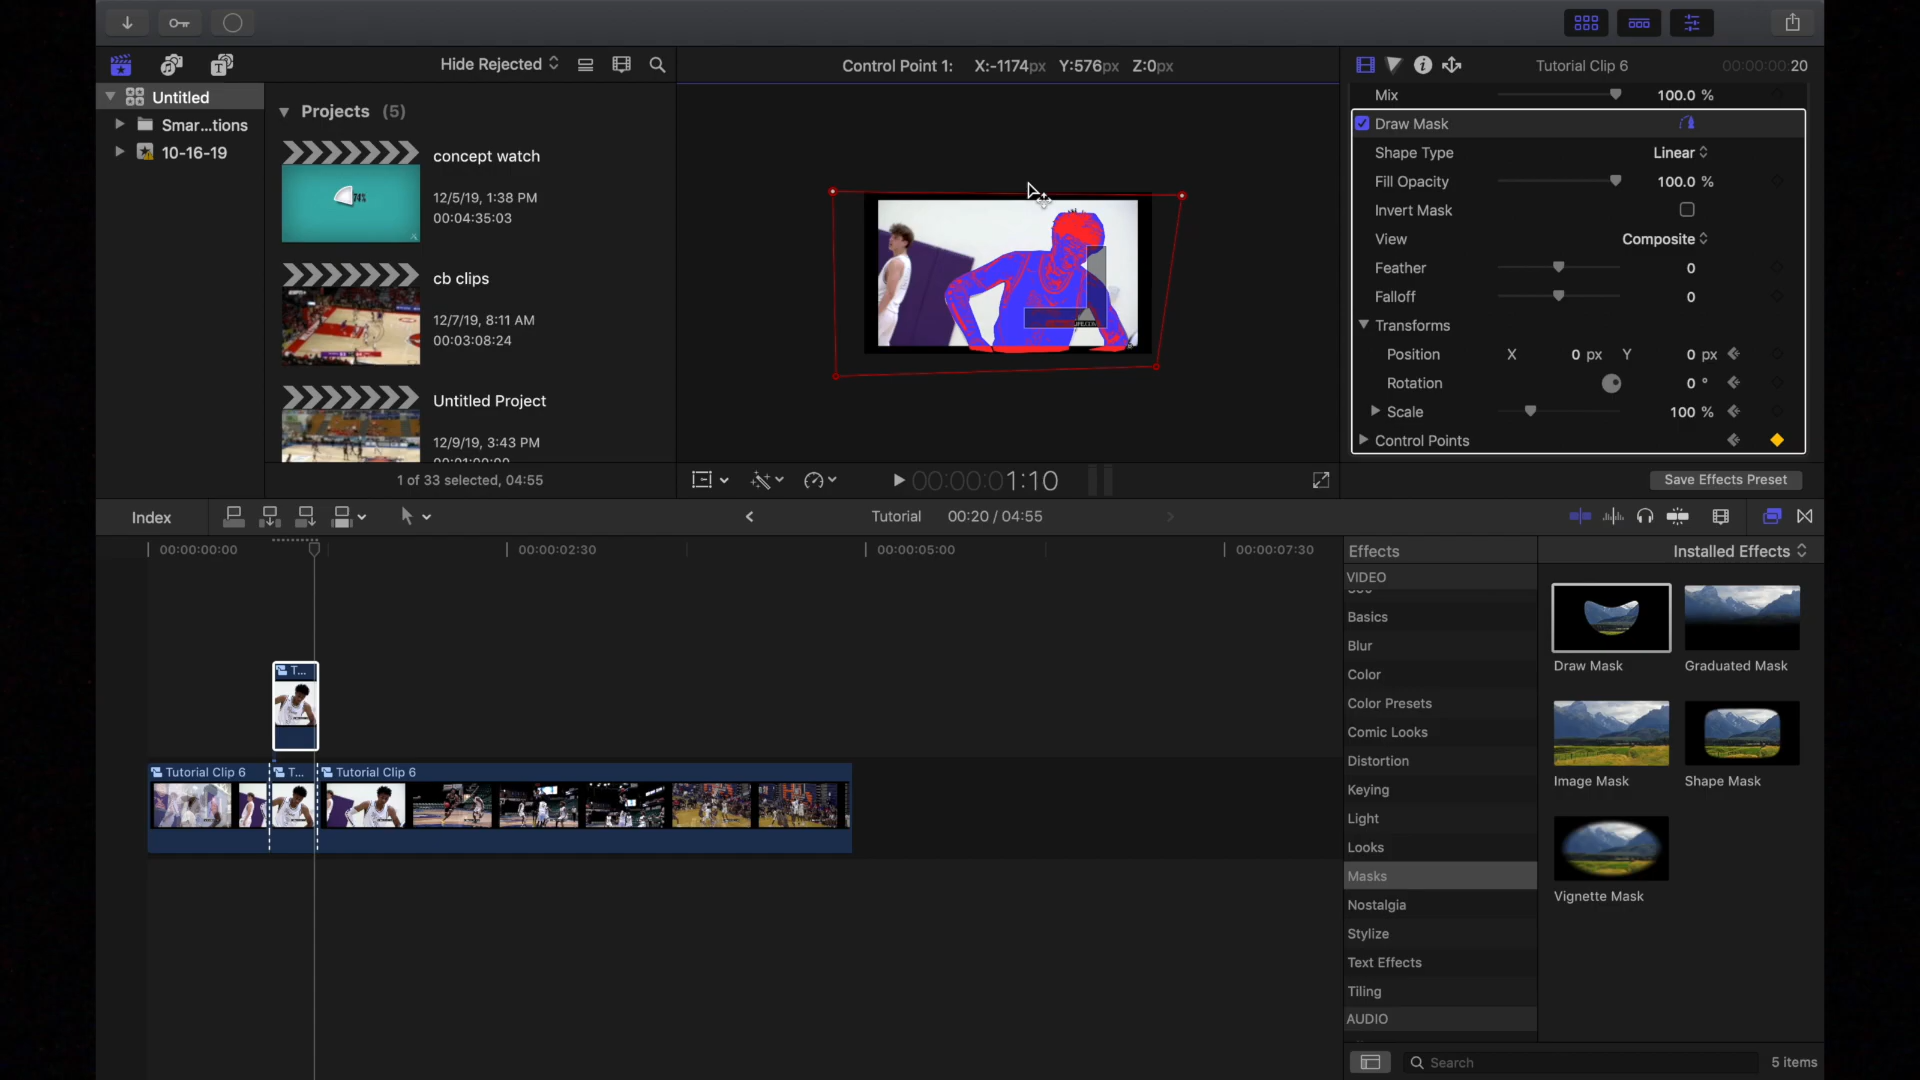 Hide Rejected
Control Point 1: X:-1174px Y:576px Z:0px
Tutorial Clip 6
00:00:00:20
Untitled
Smar...tions
10-16-19
Projects (5)
concept watch
12/5/19, 1:38 PM
00:04:35:03
74%
cb clips
12/7/19, 8:11 AM
00:03:08:24
Untitled Project
12/9/19, 3:43 PM
00:01:00:00
1 of 33 selected, 04:55
Mix 100.0 %
Draw Mask
Shape Type Linear
Fill Opacity 100.0 %
Invert Mask
View Composite
Feather 0
Falloff 0
Transforms
Position X 0 px Y 0 px
Rotation 0 °
Scale 100 %
Control Points
00:00:01:10
Save Effects Preset
Index
Tutorial 00:20 / 04:55
00:00:00:00
00:00:02:30
00:00:05:00
00:00:07:30
T...
Tutorial Clip 6
T...
Tutorial Clip 6
Effects
Installed Effects
VIDEO
360
Basics
Blur
Color
Color Presets
Comic Looks
Distortion
Keying
Light
Looks
Masks
Nostalgia
Stylize
Text Effects
Tiling
AUDIO
Draw Mask
Graduated Mask
Image Mask
Shape Mask
Vignette Mask
Search
5 items